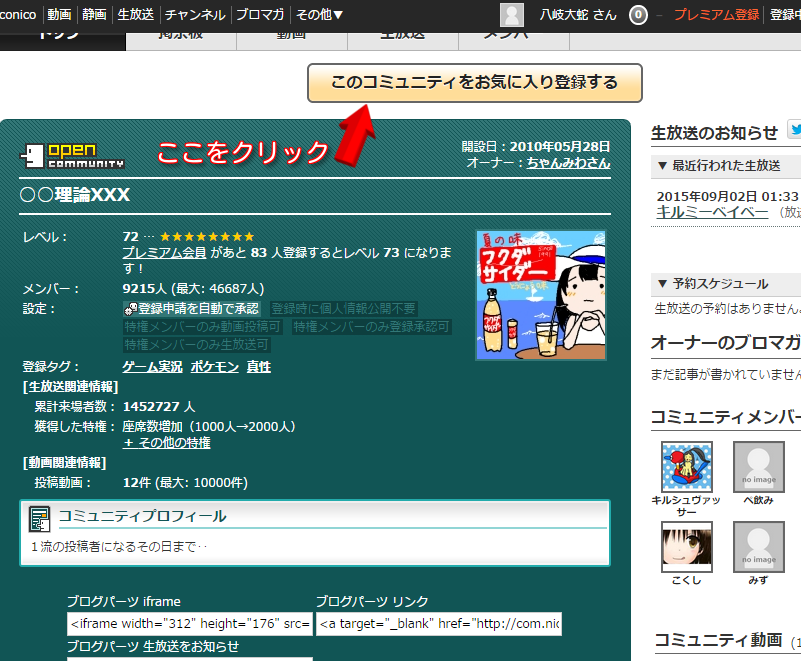 conico 動画 静画 生放送 チャンネル ブロマガ その他▼ 八岐大蛇 さん 0 プレミアム登録 登録中
トップ 掲示板 動画 生放送 メンバー
このコミュニティをお気に入り登録する
open
COMMUNITY
ここをクリック
開設日：2010年05月28日
オーナー：ちゃんみわさん
〇〇理論XXX
レベル： 72 … ★★★★★★★★
プレミアム会員 があと 83 人登録するとレベル 73 になります！
メンバー： 9215人 (最大: 46687人)
設定： 登録申請を自動で承認 登録時に個人情報公開不要
特権メンバーのみ動画投稿可 特権メンバーのみ登録承認可
特権メンバーのみ生放送可
夏の味
SINCE 1991
フクダ
サイダー
登録タグ： ゲーム実況 ポケモン 真性
[生放送関連情報]
累計来場者数： 1452727 人
獲得した特権： 座席数増加（1000人→2000人）
+ その他の特権
[動画関連情報]
投稿動画： 12件 (最大: 10000件)
コミュニティプロフィール
１流の投稿者になるその日まで‥
ブログパーツ iframe ブログパーツ リンク
<iframe width="312" height="176" src= <a target="_blank" href="http://com.nic
ブログパーツ 生放送をお知らせ
生放送のお知らせ
▼ 最近行われた生放送
2015年09月02日 01:33
キルミーベイベー （放送
▼ 予約スケジュール
生放送の予約はありません
オーナーのブロマガ
まだ記事が書かれていません
コミュニティメンバー
no image
キルシュヴァッサー ベ飲み
no image
こくし みず
コミュニティ動画 (1